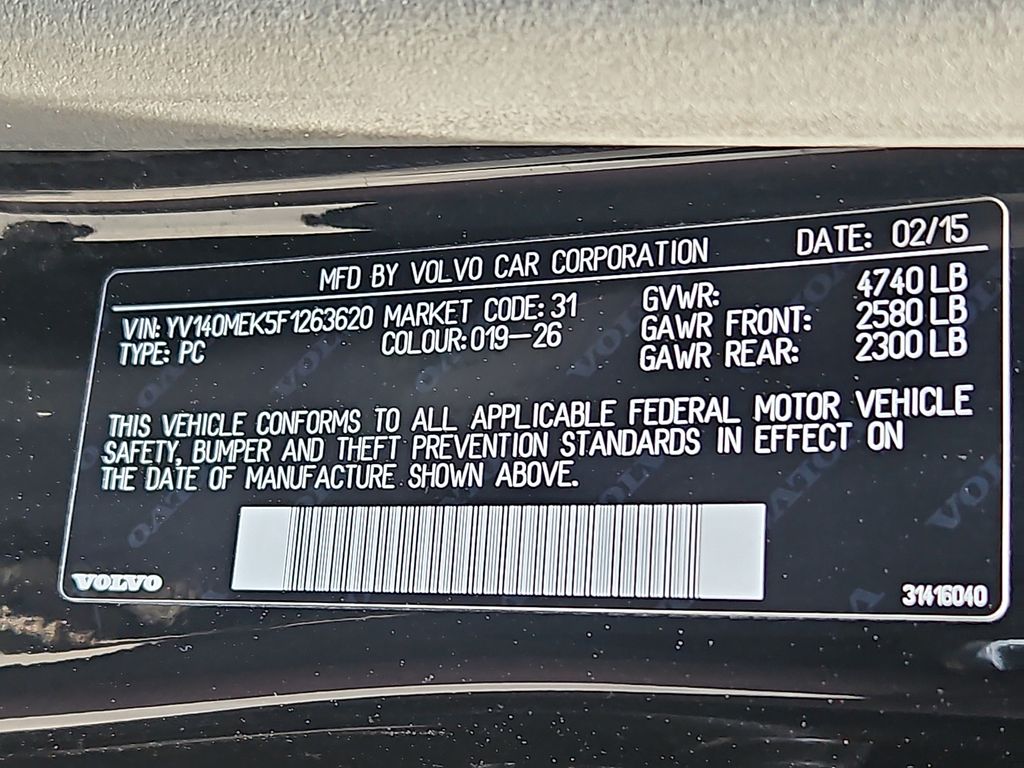 MFD BY VOLVO CAR CORPORATION DATE: 02/15
VIN: YV140MEK5F1263620 MARKET CODE: 31 GVWR: 4740 LB
TYPE: PC COLOUR: 019-26 GAWR FRONT: 2580 LB
GAWR REAR: 2300 LB
THIS VEHICLE CONFORMS TO ALL APPLICABLE FEDERAL MOTOR VEHICLE
SAFETY, BUMPER AND THEFT PREVENTION STANDARDS IN EFFECT ON
THE DATE OF MANUFACTURE SHOWN ABOVE.
VOLVO 31416040